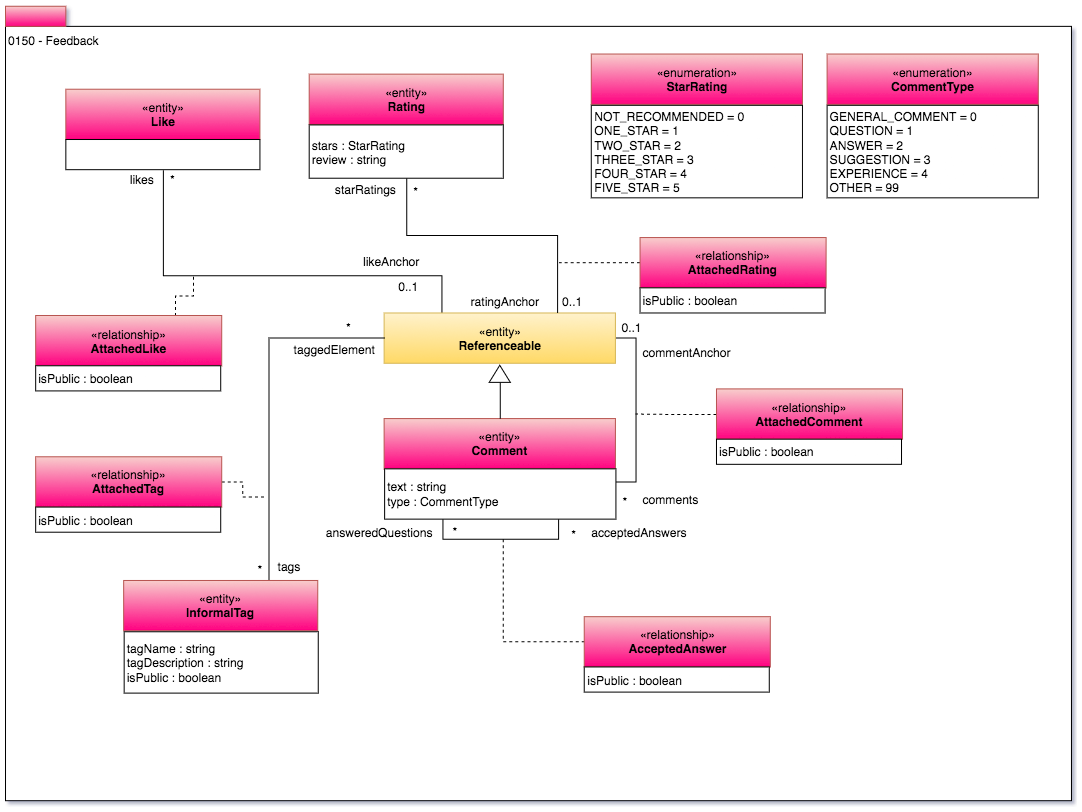 0150 - Feedback
«entity»
Like
likes
*
«entity»
Rating
stars : StarRating
review : string
starRatings
*
«enumeration»
StarRating
NOT_RECOMMENDED = 0
ONE_STAR = 1
TWO_STAR = 2
THREE_STAR = 3
FOUR_STAR = 4
FIVE_STAR = 5
«enumeration»
CommentType
GENERAL_COMMENT = 0
QUESTION = 1
ANSWER = 2
SUGGESTION = 3
EXPERIENCE = 4
OTHER = 99
likeAnchor
0..1
ratingAnchor
0..1
«relationship»
AttachedRating
isPublic : boolean
«relationship»
AttachedLike
isPublic : boolean
*
taggedElement
«entity»
Referenceable
0..1
commentAnchor
«relationship»
AttachedComment
isPublic : boolean
«entity»
Comment
text : string
type : CommentType
* comments
«relationship»
AttachedTag
isPublic : boolean
answeredQuestions *
* acceptedAnswers
* tags
«entity»
InformalTag
tagName : string
tagDescription : string
isPublic : boolean
«relationship»
AcceptedAnswer
isPublic : boolean